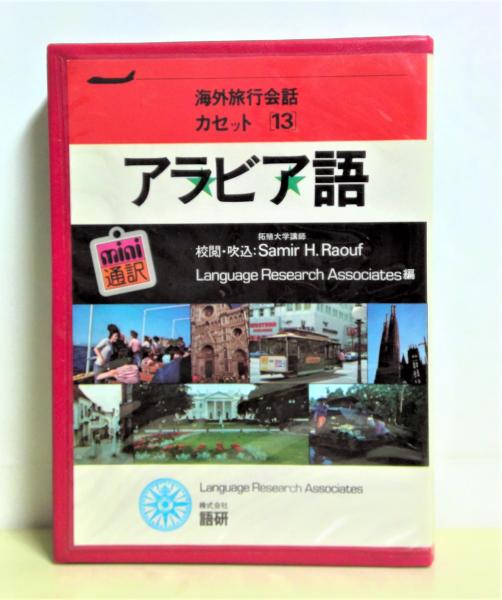 海外旅行会話
カセット[13]
アラビア語
拓殖大学講師
校閲・吹込:Samir H. Raouf
Language Research Associates編
mini
通訳
Language Research Associates
株式会社
語研